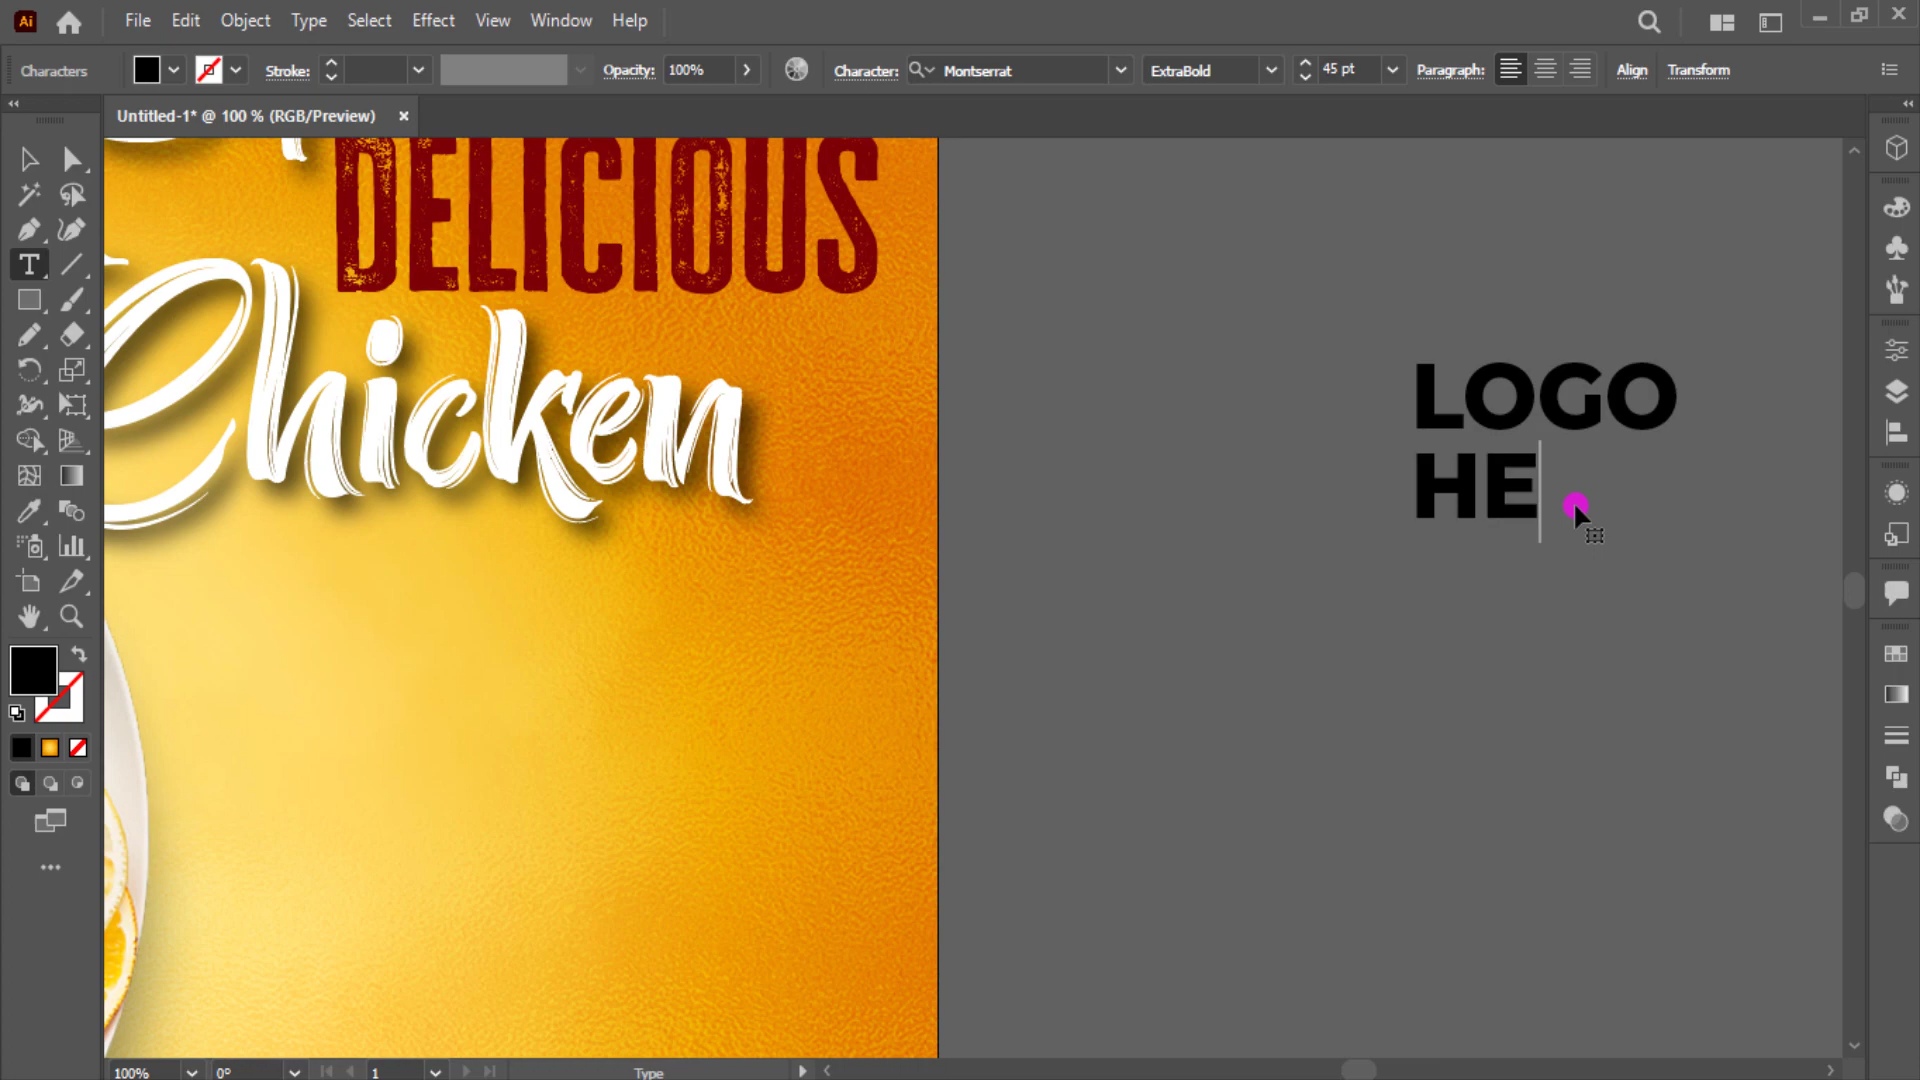 Ai File Edit Object Type Select Effect View Window Help
Characters Stroke: Opacity: 100% Character: Montserrat ExtraBold 45 pt Paragraph: Align Transform
Untitled-1* @ 100 % (RGB/Preview)
DELICIOUS
Chicken
LOGO
HE
100% 0° 1 Type